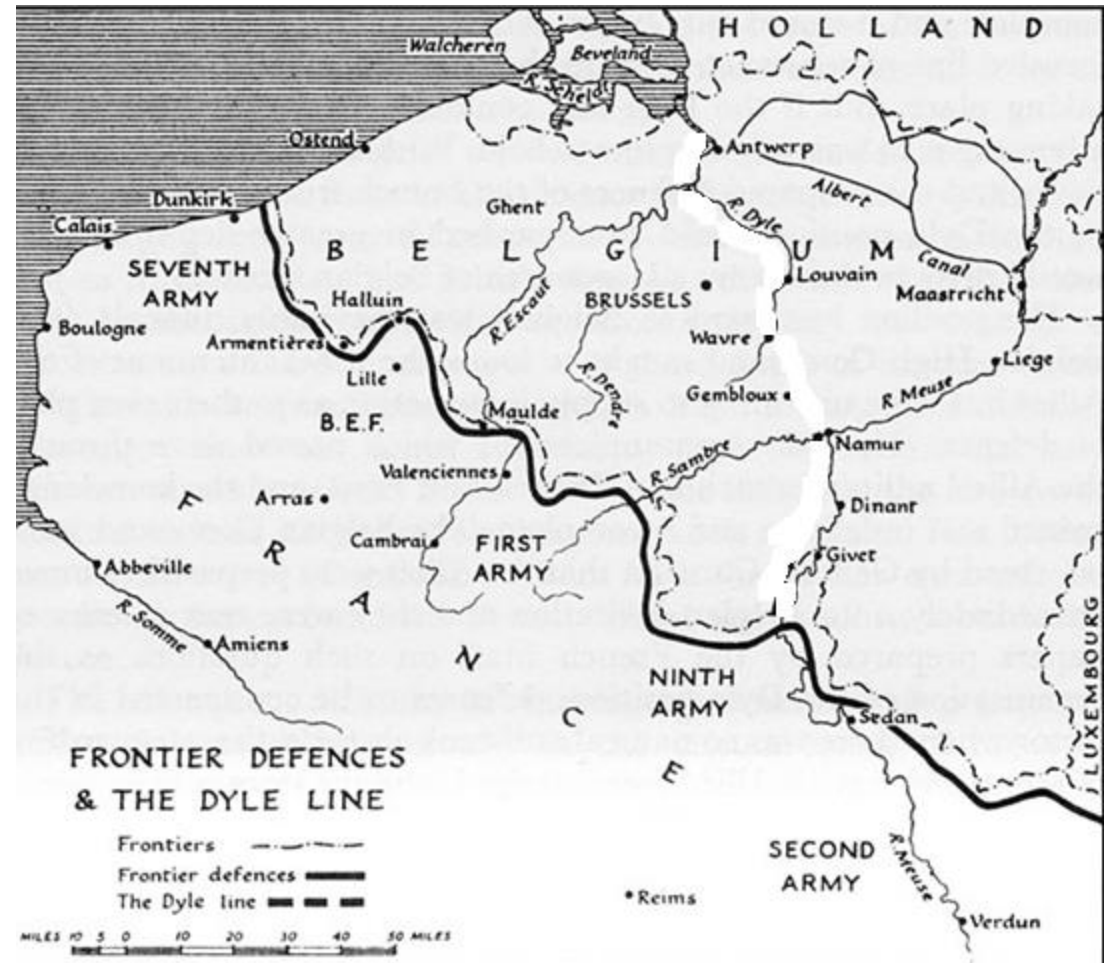 HOLLAND
Walcheren
Beveland
Scheldt
Ostend
Antwerp
Dunkirk
Ghent
Albert
R. Dyle
Calais
BELGIUM
SEVENTH
ARMY
Canal
Louvain
Halluin
R. Escaut
BRUSSELS
Maastricht
Boulogne
Armentières
Wavre
Liege
Lille
R. Dendre
Gembloux
R. Meuse
Maulde
B.E.F.
Namur
Valenciennes
R. Sambre
Arras
Dinant
Cambrai
FIRST
ARMY
Givet
Abbeville
FRANCE
R. Somme
Amiens
LUXEMBOURG
NINTH
ARMY
Sedan
FRONTIER DEFENCES
& THE DYLE LINE
Frontiers
Frontier defences
The Dyle line
SECOND
ARMY
R. Meuse
Reims
Verdun
MILES 10 5 0 10 20 30 40 50 MILES